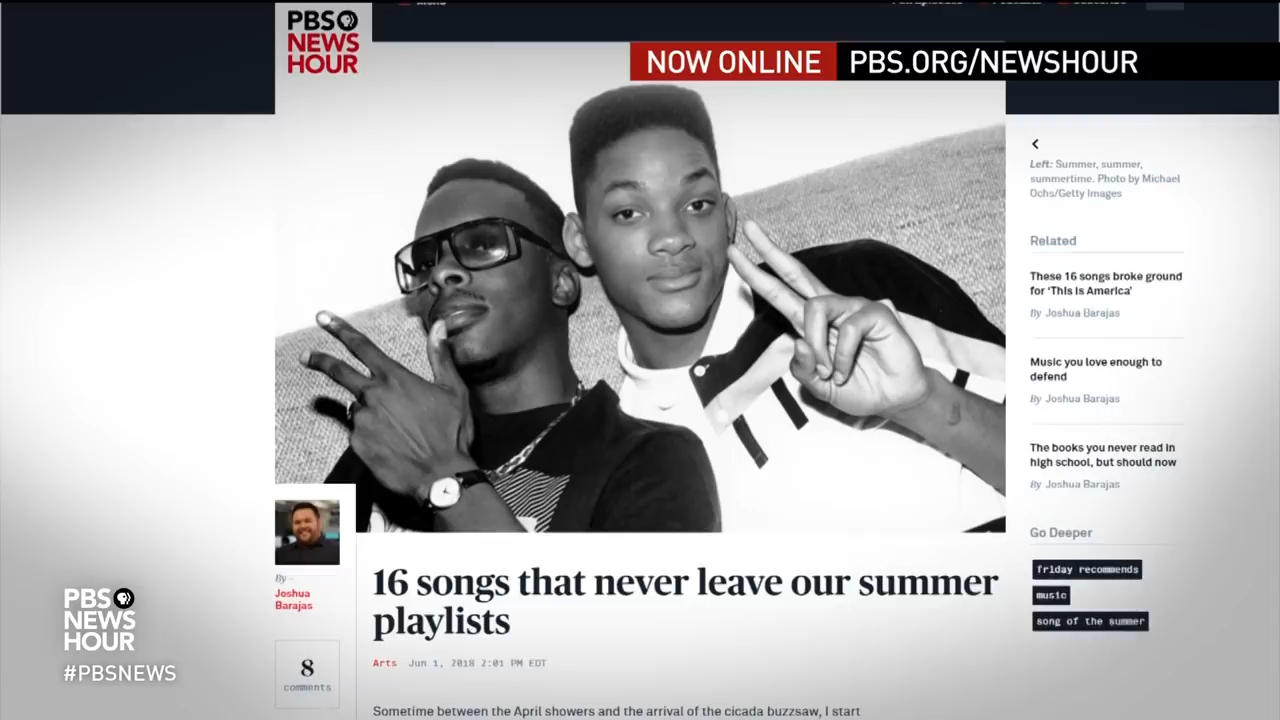 PBS
NEWS
HOUR
NOW ONLINE PBS.ORG/NEWSHOUR
Left: Summer, summer,
summertime. Photo by Michael
Ochs/Getty Images
Related
These 16 songs broke ground
for ‘This is America’
By Joshua Barajas
Music you love enough to
defend
By Joshua Barajas
The books you never read in
high school, but should now
By Joshua Barajas
Go Deeper
friday recommends
music
song of the summer
By –
Joshua
Barajas
8
comments
16 songs that never leave our summer
playlists
Arts Jun 1, 2018 2:01 PM EDT
Sometime between the April showers and the arrival of the cicada buzzsaw, I start
PBS
NEWS
HOUR
#PBSNEWS